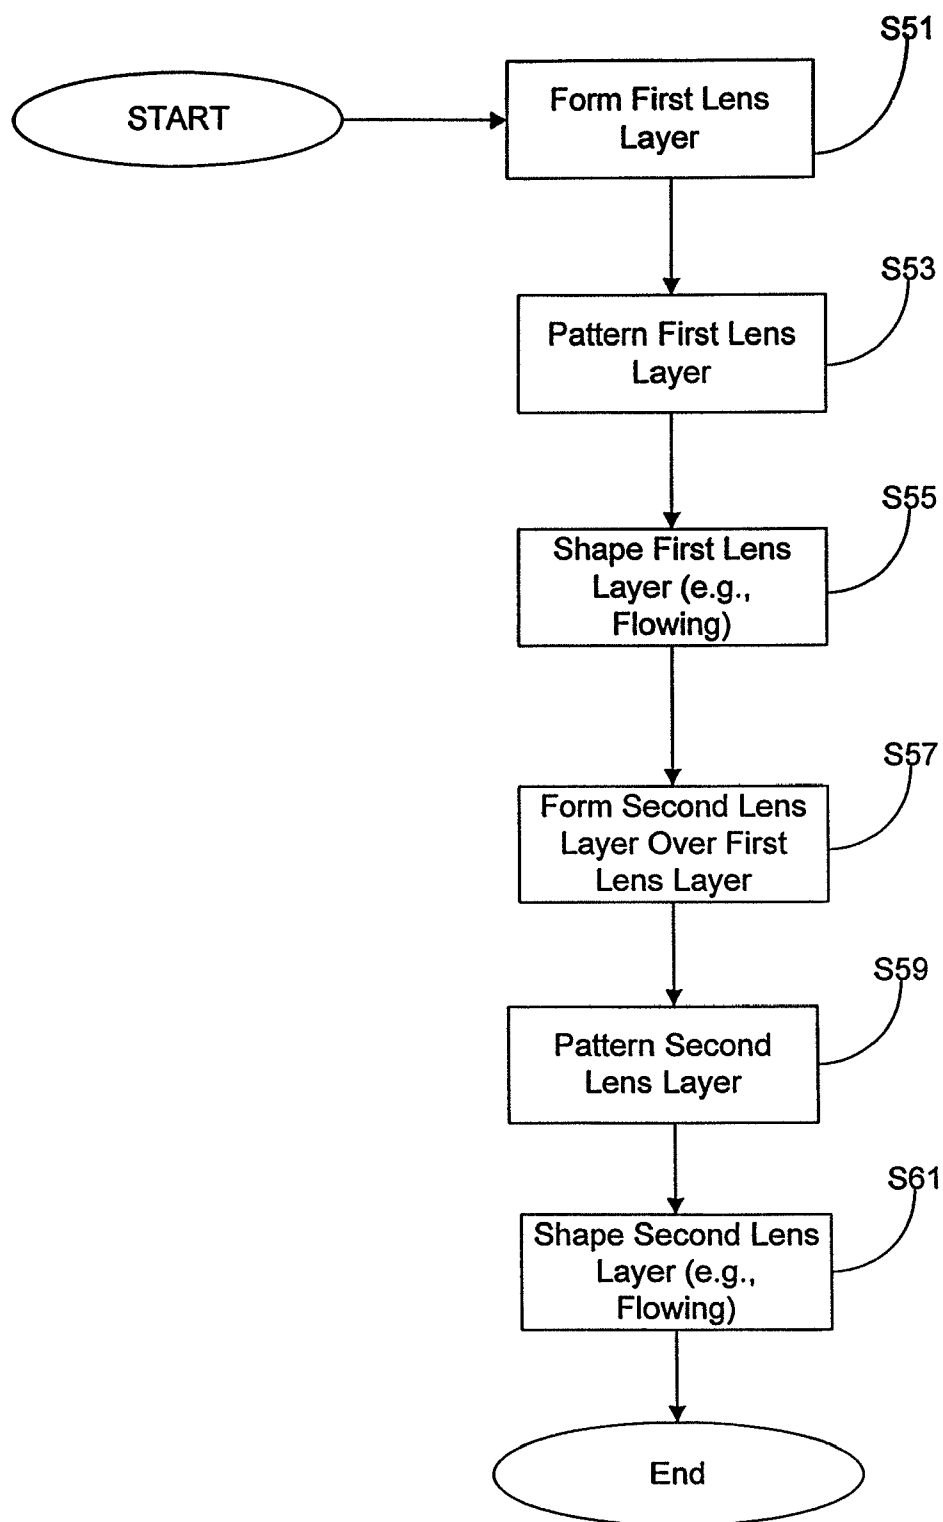 S51
START
Form First Lens
Layer
S53
Pattern First Lens
Layer
S55
Shape First Lens
Layer (e.g.,
Flowing)
S57
Form Second Lens
Layer Over First
Lens Layer
S59
Pattern Second
Lens Layer
S61
Shape Second Lens
Layer (e.g.,
Flowing)
End